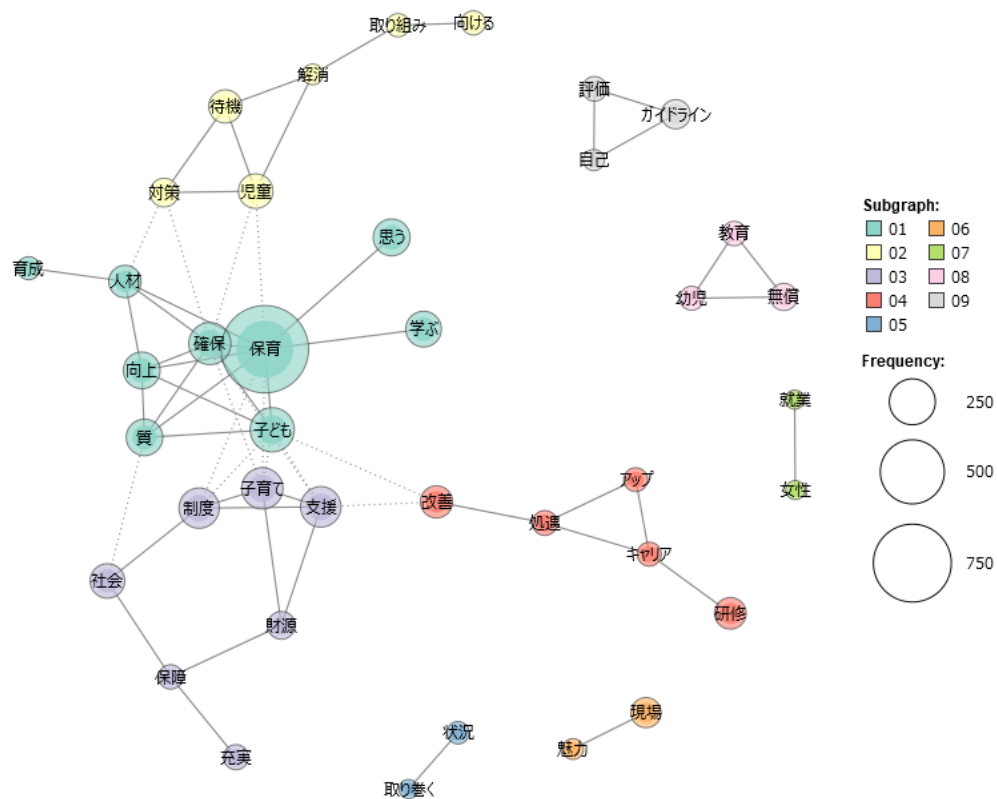 取り組み
向ける
解消
待機
対策
児童
評価
ガイドライン
自己
思う
育成
人材
確保
保育
学ぶ
向上
質
子ども
教育
幼児
無償
就業
女性
制度
子育て
支援
改善
アップ
処遇
キャリア
研修
社会
財源
保障
充実
状況
取り巻く
現場
魅力
Subgraph:
01
06
02
07
03
08
04
09
05
Frequency:
250
500
750